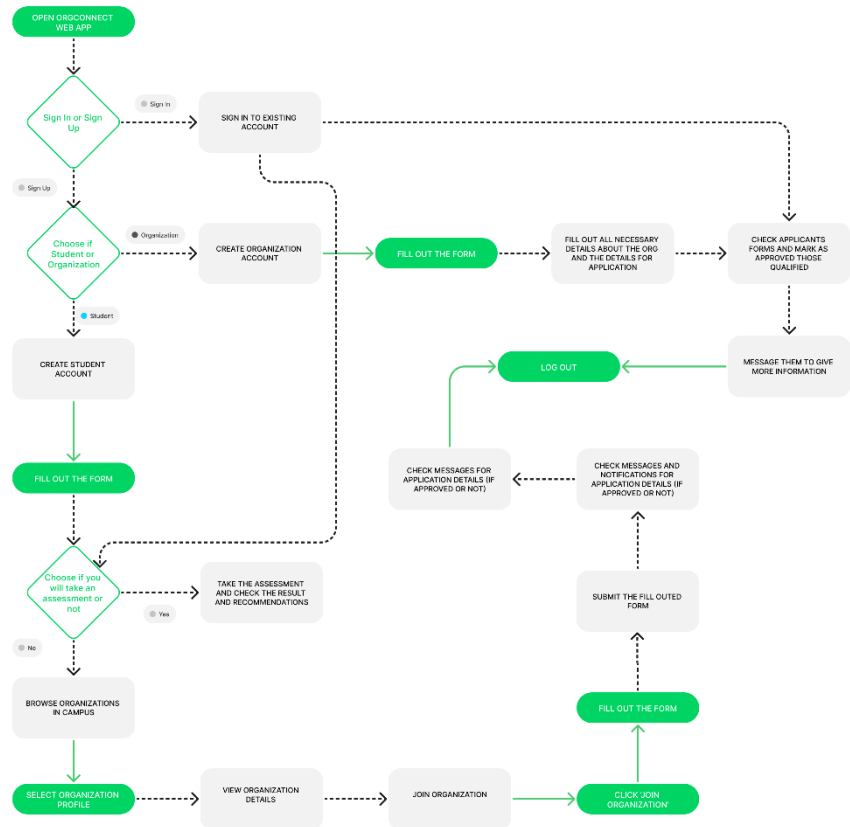 OPEN ORGCONNECT
WEB APP
Sign In or Sign
Up
Sign In
SIGN IN TO EXISTING
ACCOUNT
Sign Up
Choose if
Student or
Organization
Organization
CREATE ORGANIZATION
ACCOUNT
FILL OUT THE FORM
FILL OUT ALL NECESSARY
DETAILS ABOUT THE ORG
AND THE DETAILS FOR
APPLICATION
CHECK APPLICANTS
FORMS AND MARK AS
APPROVED THOSE
QUALIFIED
Student
CREATE STUDENT
ACCOUNT
LOG OUT
MESSAGE THEM TO GIVE
MORE INFORMATION
FILL OUT THE FORM
CHECK MESSAGES FOR
APPLICATION DETAILS (IF
APPROVED OR NOT)
CHECK MESSAGES AND
NOTIFICATIONS FOR
APPLICATION DETAILS (IF
APPROVED OR NOT)
Choose if you
will take an
assessment or
not
Yes
TAKE THE ASSESSMENT
AND CHECK THE RESULT
AND RECOMMENDATIONS
SUBMIT THE FILL OUTED
FORM
No
BROWSE ORGANIZATIONS
IN CAMPUS
FILL OUT THE FORM
SELECT ORGANIZATION
PROFILE
VIEW ORGANIZATION
DETAILS
JOIN ORGANIZATION
CLICK 'JOIN
ORGANIZATION'